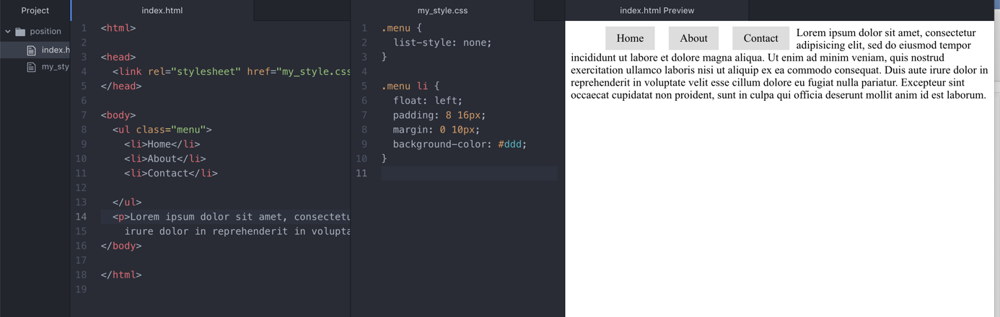 Project
position
index.h
my_sty
index.html
1 <html>
2
3 <head>
4 <link rel="stylesheet" href="my_style.css
5 </head>
6
7 <body>
8 <ul class="menu">
9 <li>Home</li>
10 <li>About</li>
11 <li>Contact</li>
12
13 </ul>
14 <p>Lorem ipsum dolor sit amet, consectetu
15 irure dolor in reprehenderit in volupta
16 </body>
17
18 </html>
19
my_style.css
1 .menu {
2 list-style: none;
3 }
4
5 .menu li {
6 float: left;
7 padding: 8 16px;
8 margin: 0 10px;
9 background-color: #ddd;
10 }
11
index.html Preview
Home About Contact
Lorem ipsum dolor sit amet, consectetur
adipisicing elit, sed do eiusmod tempor
incididunt ut labore et dolore magna aliqua. Ut enim ad minim veniam, quis nostrud
exercitation ullamco laboris nisi ut aliquip ex ea commodo consequat. Duis aute irure dolor in
reprehenderit in voluptate velit esse cillum dolore eu fugiat nulla pariatur. Excepteur sint
occaecat cupidatat non proident, sunt in culpa qui officia deserunt mollit anim id est laborum.